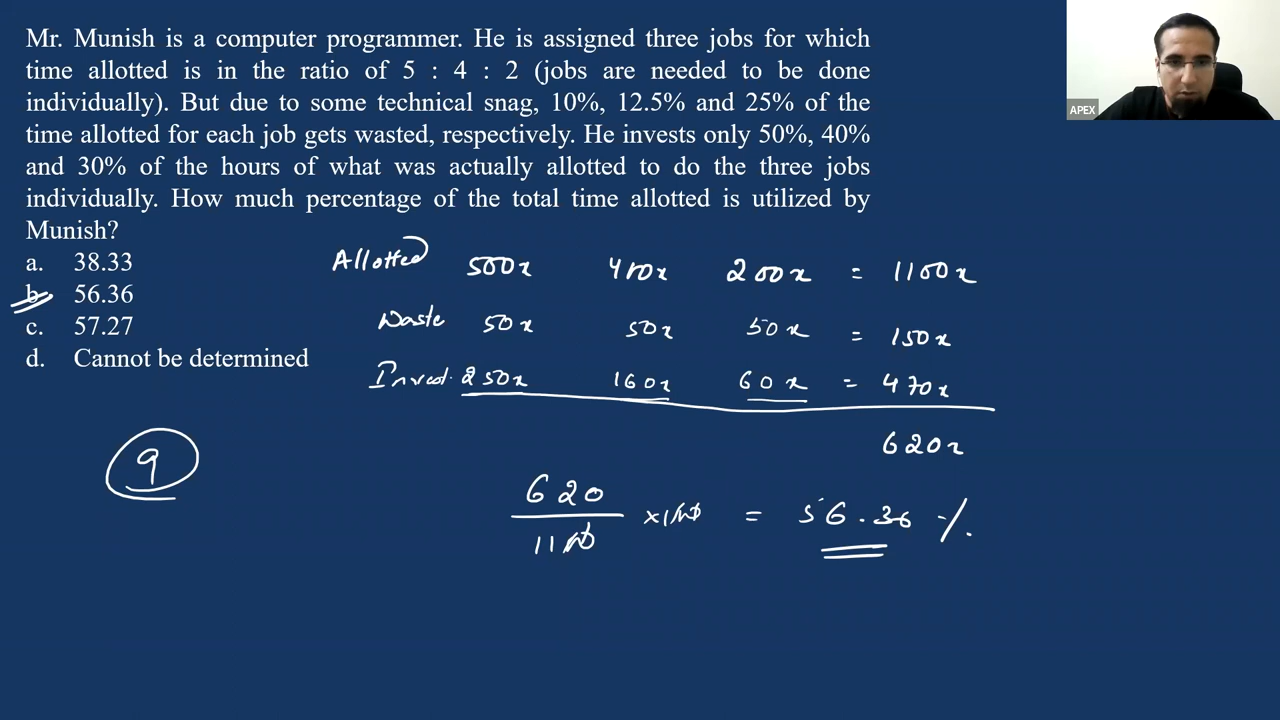 Mr. Munish is a computer programmer. He is assigned three jobs for which
time allotted is in the ratio of 5 : 4 : 2 (jobs are needed to be done
individually). But due to some technical snag, 10%, 12.5% and 25% of the
time allotted for each job gets wasted, respectively. He invests only 50%, 40%
and 30% of the hours of what was actually allotted to do the three jobs
individually. How much percentage of the total time allotted is utilized by
Munish?
a. 38.33
b. 56.36
c. 57.27
d. Cannot be determined
Allotted 500x 400x 200x = 1100x
Waste 50x 50x 50x = 150x
Invest. 250x 160x 60x = 470x
620x
9
620
1100 ×100 = 56.36 %.
APEX